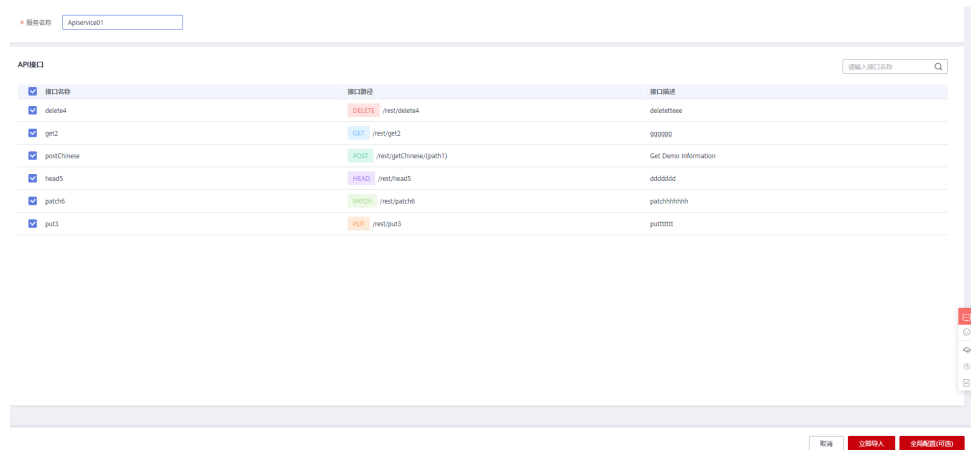 * 服务名称 Apiservice01
API接口 请输入接口名称
接口名称 接口路径 接口描述
delete4 DELETE /rest/delete4 deletetteee
get2 GET /rest/get2 gggggg
postChinese POST /rest/getChinese/{path1} Get Demo Information
head5 HEAD /rest/head5 ddddddd
patch6 PATCH /rest/patch6 patchhhhhhh
put3 PUT /rest/put3 putttttttt
取消 立即导入 全局配置(可选)